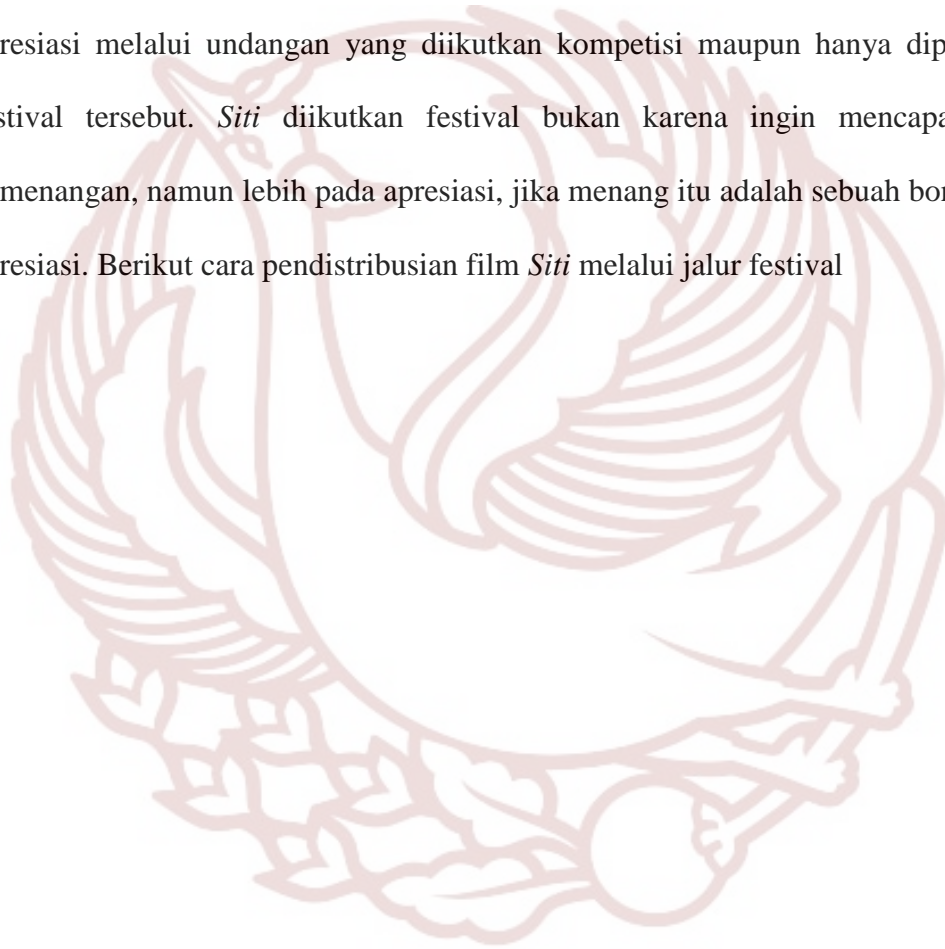 resiasi melalui undangan yang diikutkan kompetisi maupun hanya dip
stival tersebut. Siti diikutkan festival bukan karena ingin mencapa
menangan, namun lebih pada apresiasi, jika menang itu adalah sebuah bor
resiasi. Berikut cara pendistribusian film Siti melalui jalur festival